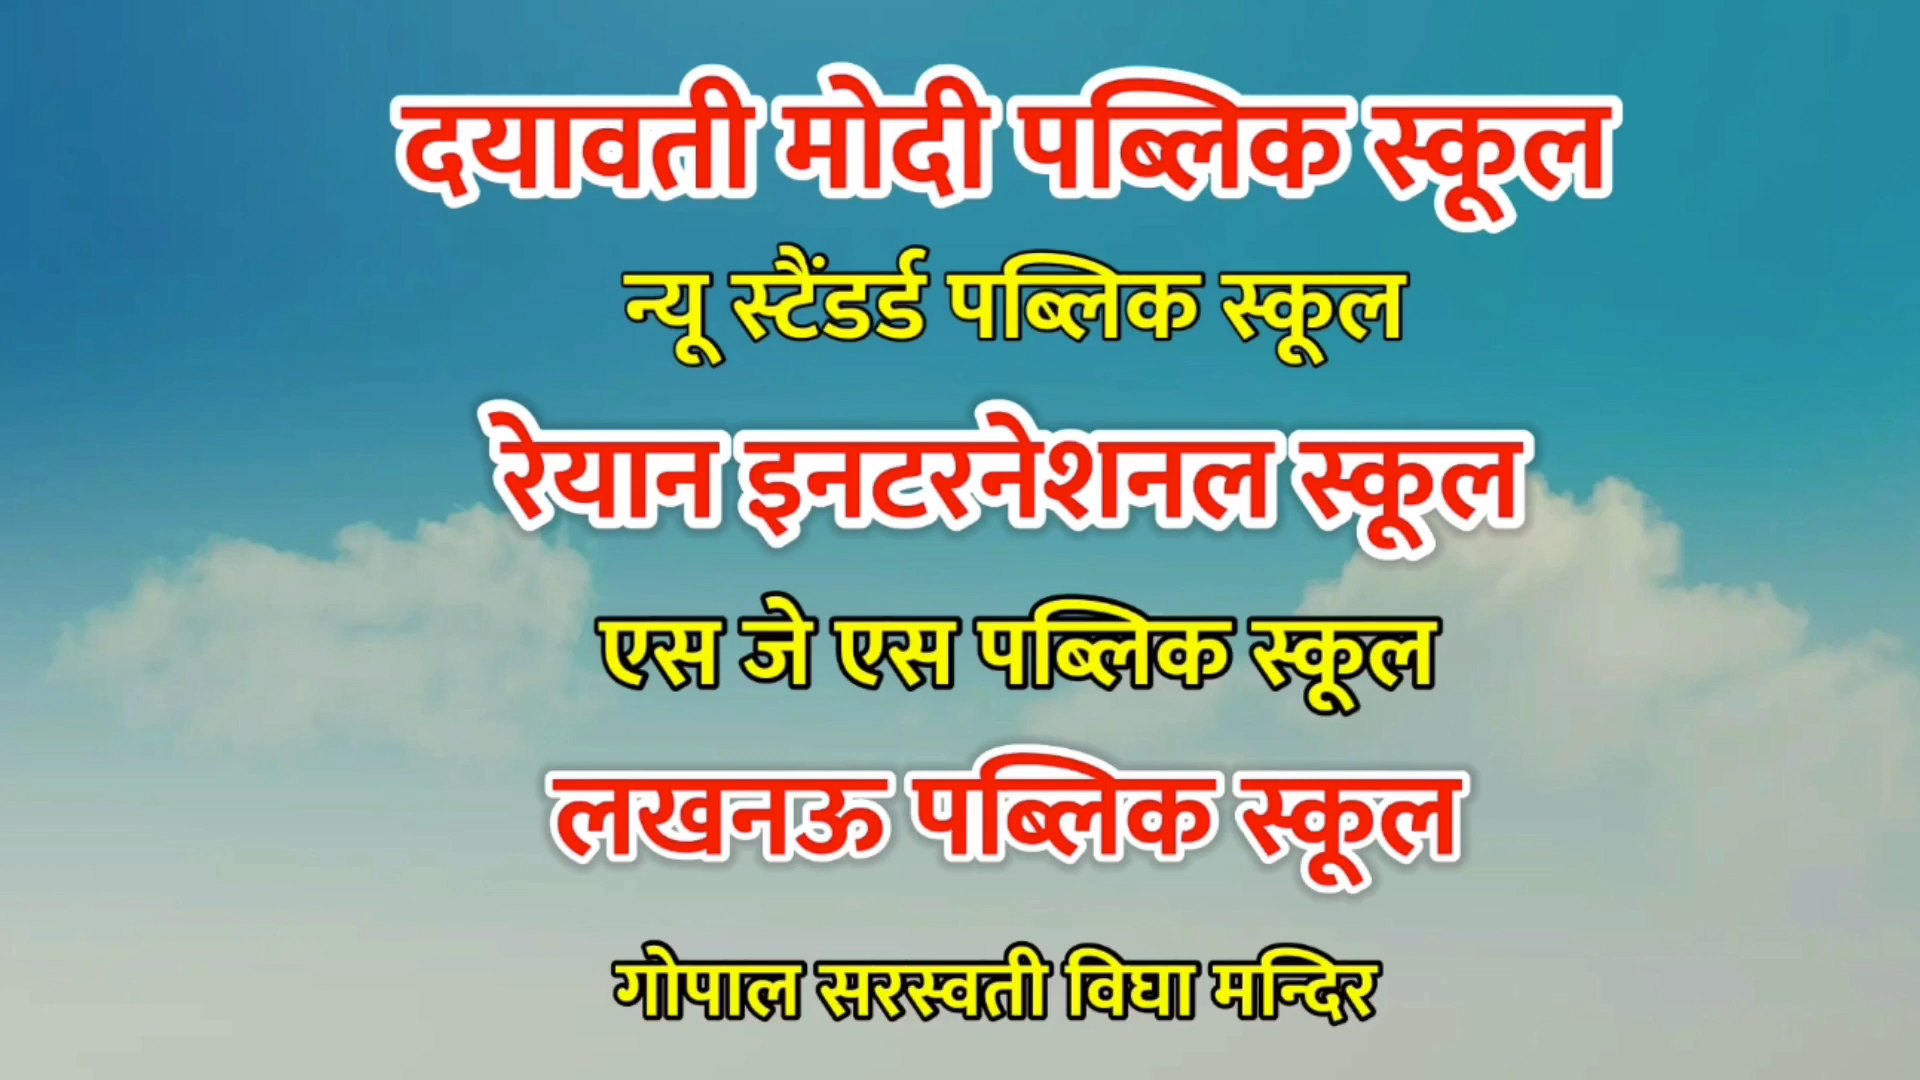 दयावती मोदी पब्लिक स्कूल
न्यू स्टैंडर्ड पब्लिक स्कूल
रेयान इनटरनेशनल स्कूल
एस जे एस पब्लिक स्कूल
लखनऊ पब्लिक स्कूल
गोपाल सरस्वती विघा मन्दिर